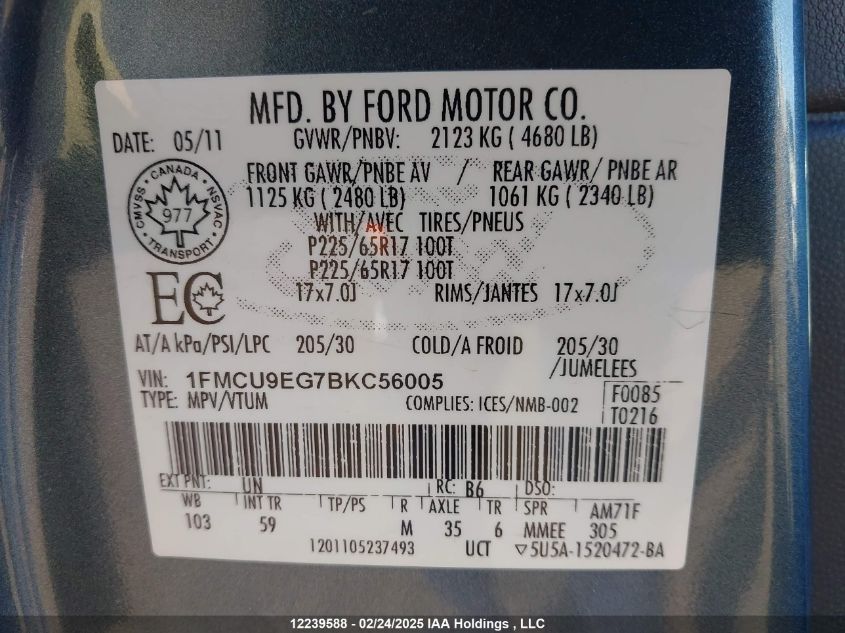 MFD. BY FORD MOTOR CO.
DATE: 05/11 GVWR/PNBV: 2123 KG ( 4680 LB)
FRONT GAWR/PNBE AV / REAR GAWR/ PNBE AR
1125 KG ( 2480 LB) 1061 KG ( 2340 LB)
WITH/AVEC TIRES/PNEUS
P225/65R17 100T
P225/65R17 100T
17x7.0J RIMS/JANTES 17x7.0J
CMVSS CANADA NSVAC
977
TRANSPORT
EC
AT/A kPa/PSI/LPC 205/30 COLD/A FROID 205/30
/JUMELEES
VIN: 1FMCU9EG7BKC56005
TYPE: MPV/VTUM COMPLIES: ICES/NMB-002
F0085
T0216
EXT PNT: UN RC: B6 DSO:
WB INT TR TP/PS R AXLE TR SPR AM71F
103 59 M 35 6 MMEE 305
1201105237493 UCT ▽5U5A-1520472-BA
12239588 - 02/24/2025 IAA Holdings , LLC